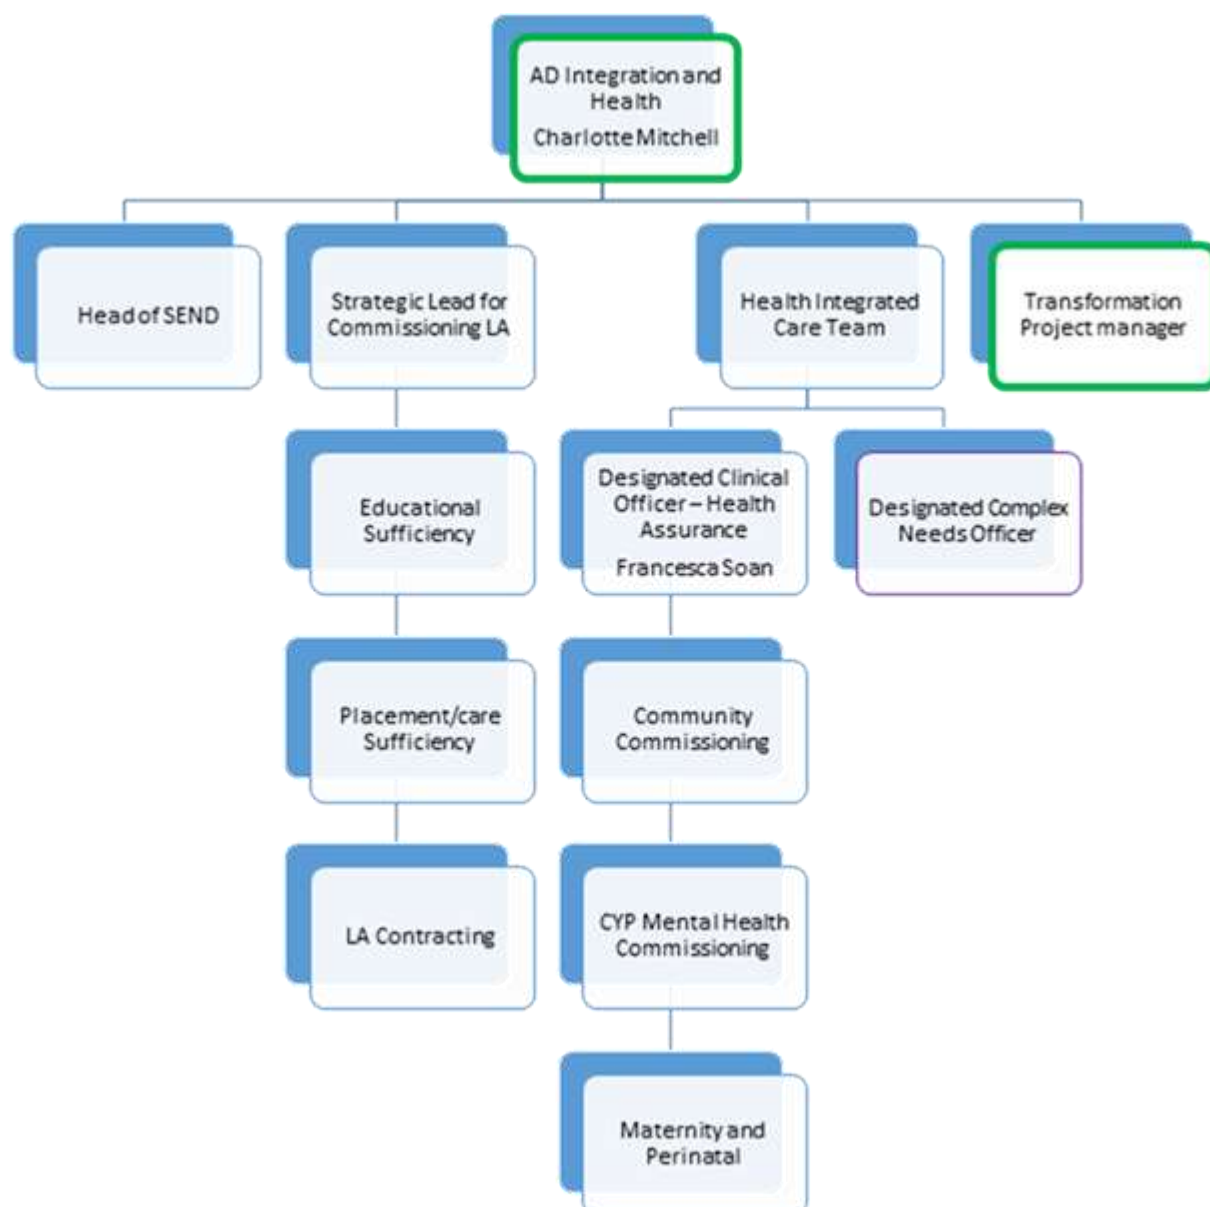 AD Integration and
Health
Charlotte Mitchell
Head of SEND
Strategic Lead for
Commissioning LA
Health Integrated
Care Team
Transformation
Project manager
Educational
Sufficiency
Designated Clinical
Officer – Health
Assurance
Francesca Soan
Designated Complex
Needs Officer
Placement/care
Sufficiency
Community
Commissioning
LA Contracting
CYP Mental Health
Commissioning
Maternity and
Perinatal